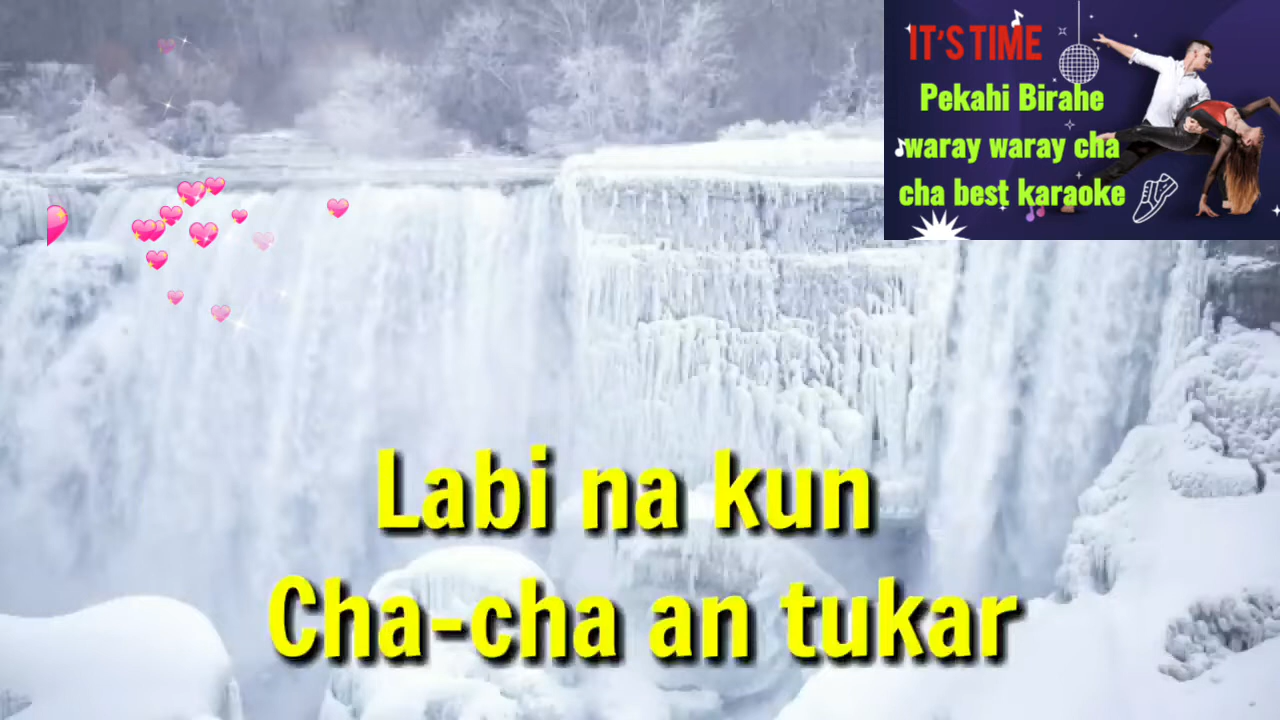 IT'S TIME
Pekahi Birahe
waray waray cha
cha best karaoke
Labi na kun
Cha-cha an tukar